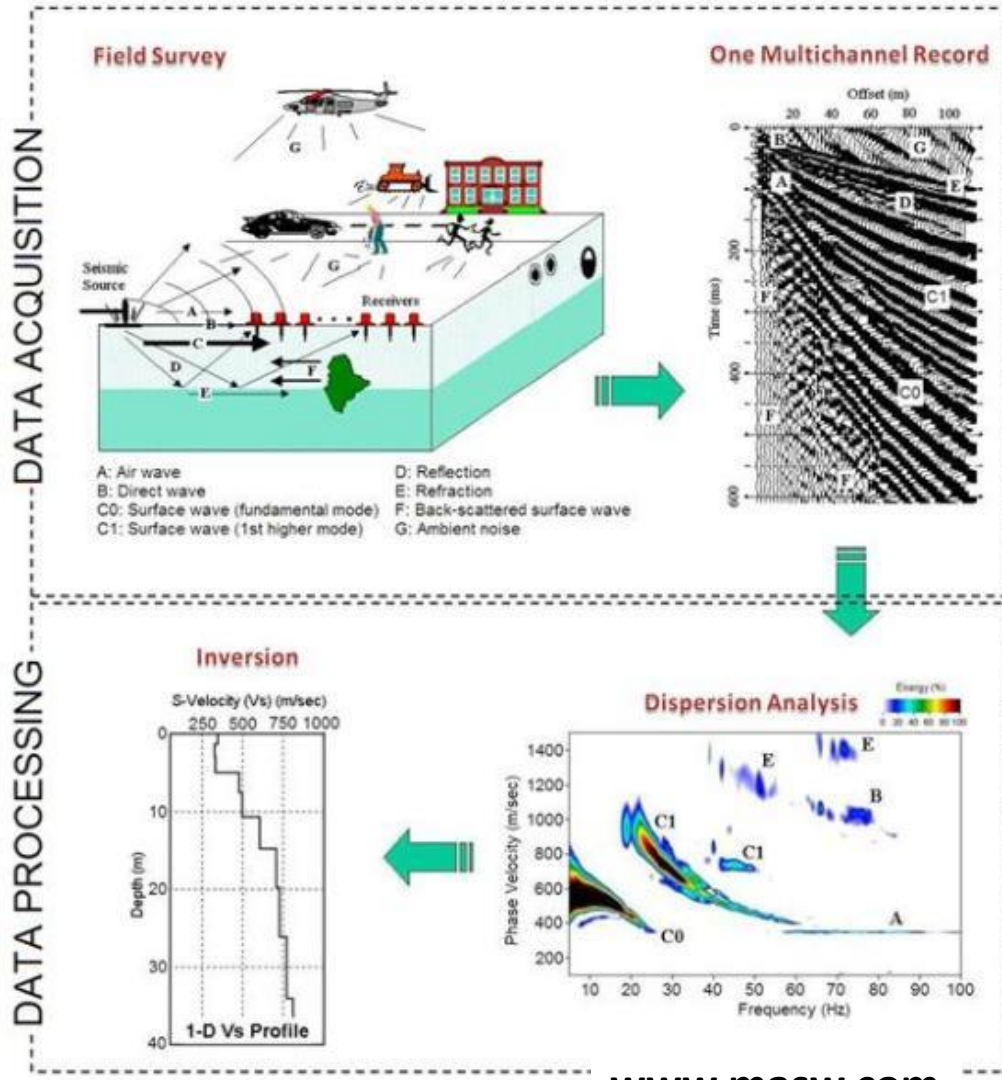 DATA ACQUISITION
Field Survey
G
Seismic
Source
A
B
C
D
E
F
G
Receivers
A: Air wave
B: Direct wave
C0: Surface wave (fundamental mode)
C1: Surface wave (1st higher mode)
D: Reflection
E: Refraction
F: Back-scattered surface wave
G: Ambient noise
One Multichannel Record
Offset (m)
20 40 60 80 100
Time (ms)
0
200
400
600
B
G
A
E
D
F
C1
C0
F
F
DATA PROCESSING
Inversion
S-Velocity (Vs) (m/sec)
250 500 750 1000
Depth (m)
0
10
20
30
40
1-D Vs Profile
Dispersion Analysis
Energy (%)
0 20 40 60 80 100
Phase Velocity (m/sec)
1400
1200
1000
800
600
400
200
E
E
B
C1
C1
A
C0
10 20 30 40 50 60 70 80 90 100
Frequency (Hz)
www.masw.com